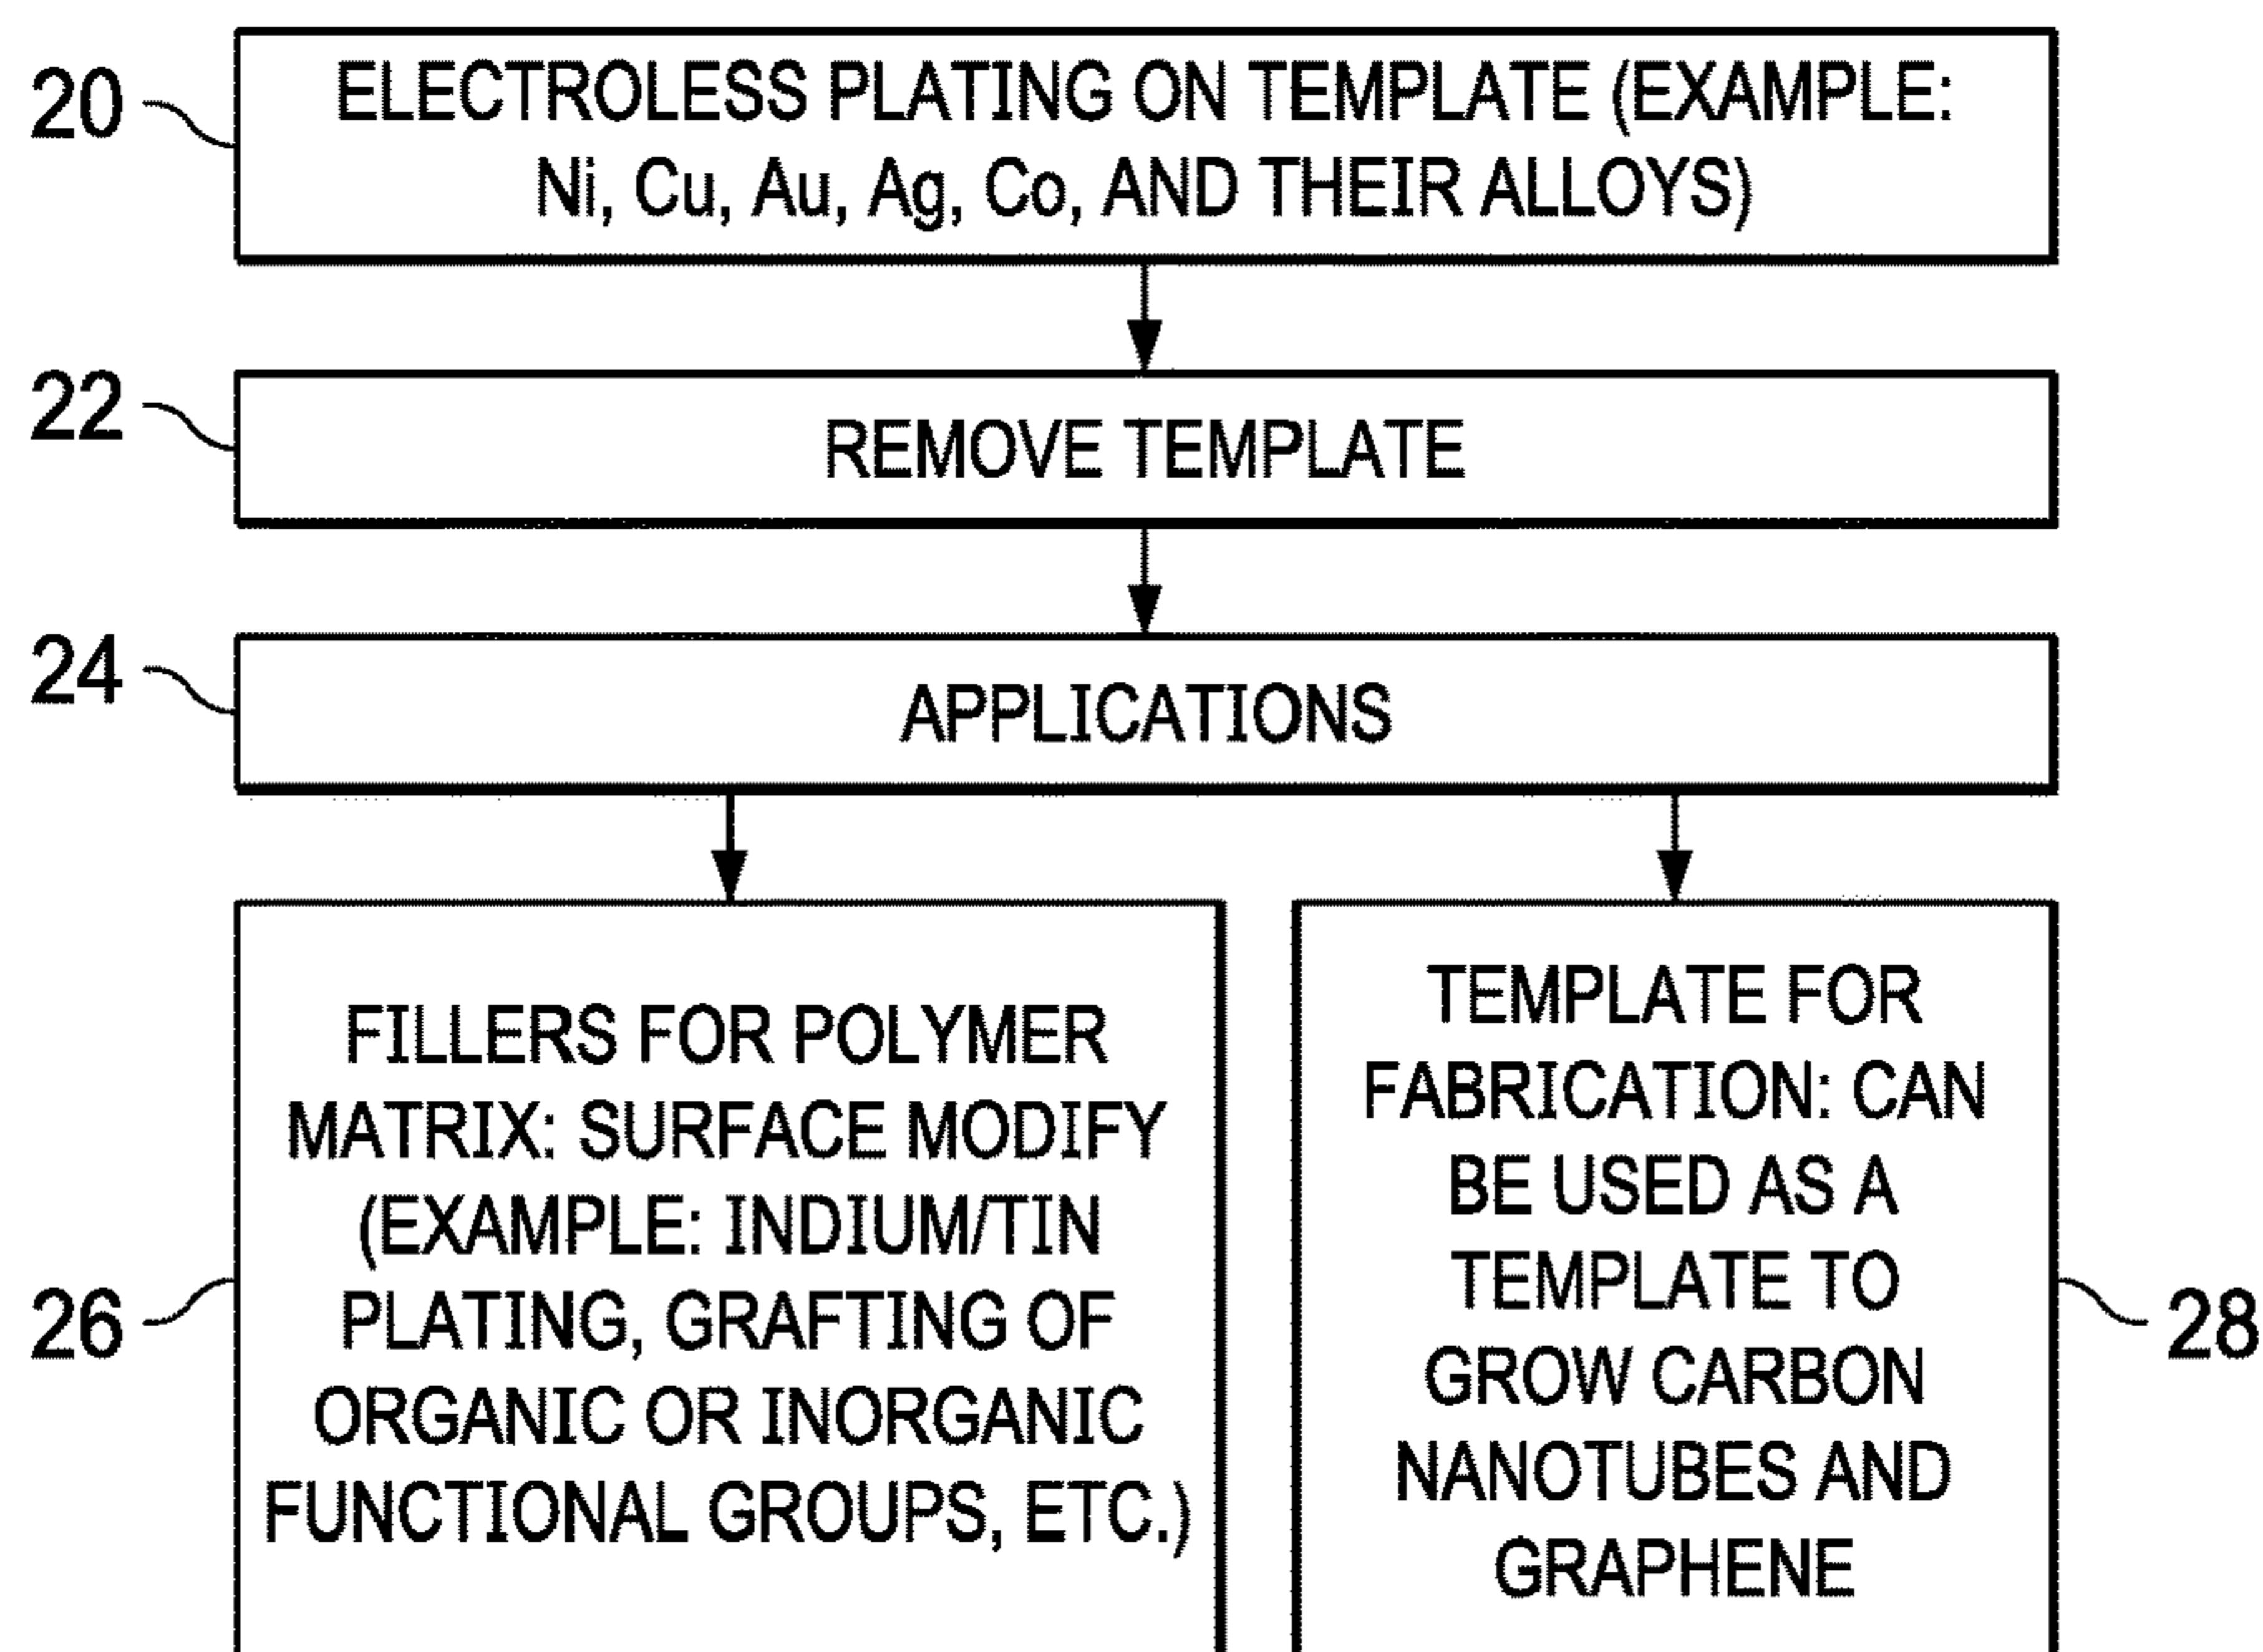 20
ELECTROLESS PLATING ON TEMPLATE (EXAMPLE:
Ni, Cu, Au, Ag, Co, AND THEIR ALLOYS)
22
REMOVE TEMPLATE
24
APPLICATIONS
26
FILLERS FOR POLYMER
MATRIX: SURFACE MODIFY
(EXAMPLE: INDIUM/TIN
PLATING, GRAFTING OF
ORGANIC OR INORGANIC
FUNCTIONAL GROUPS, ETC.)
TEMPLATE FOR
FABRICATION: CAN
BE USED AS A
TEMPLATE TO
GROW CARBON
NANOTUBES AND
GRAPHENE
28